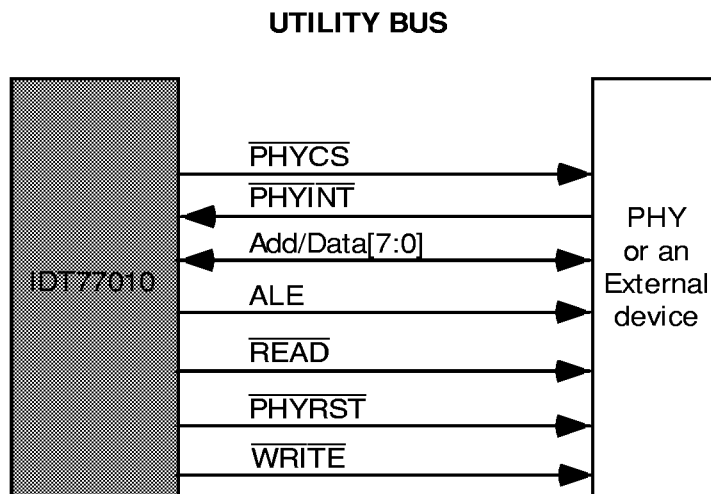 UTILITY BUS
PHYCS
PHYINT
Add/Data[7:0]
IDT77010
ALE
READ
PHYRST
WRITE
PHY
or an
External
device